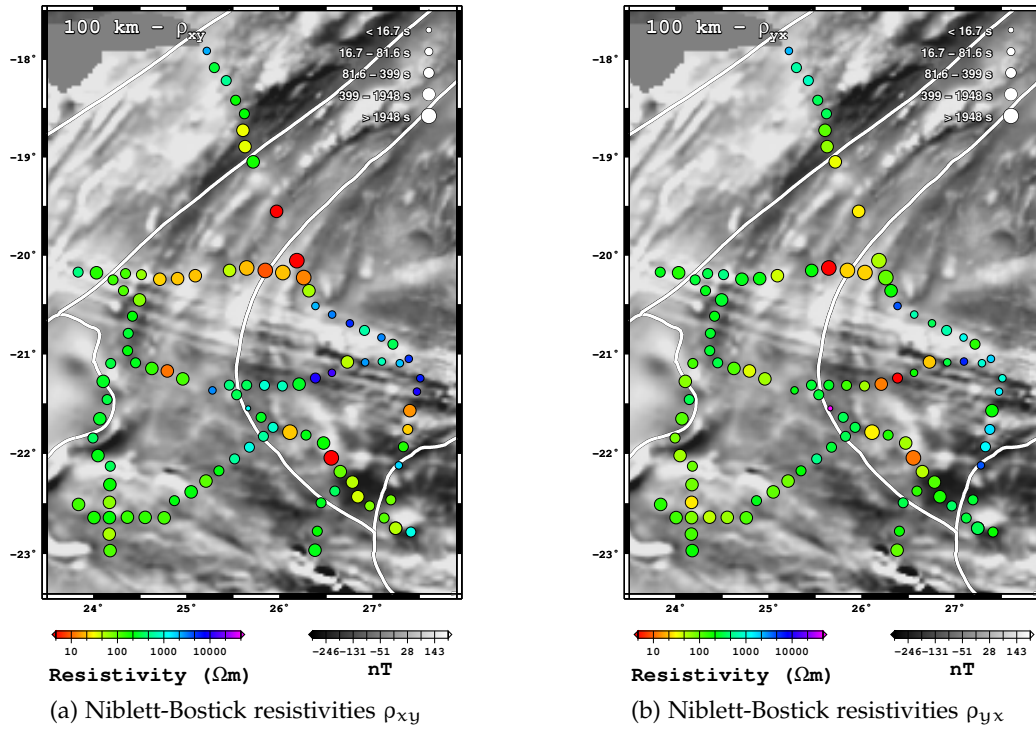 100 km – ρxy
< 16.7 s
16.7 – 81.6 s
81.6 – 399 s
399 – 1948 s
> 1948 s
-18°
-19°
-20°
-21°
-22°
-23°
24° 25° 26° 27°
10 100 1000 10000
Resistivity (Ωm)
-246 -131 -55 28 143
nT
(a) Niblett-Bostick resistivities ρxy
100 km – ρyx
< 16.7 s
16.7 – 81.6 s
81.6 – 399 s
399 – 1948 s
> 1948 s
-18°
-19°
-20°
-21°
-22°
-23°
24° 25° 26° 27°
10 100 1000 10000
Resistivity (Ωm)
-246 -131 -51 28 143
nT
(b) Niblett-Bostick resistivities ρyx